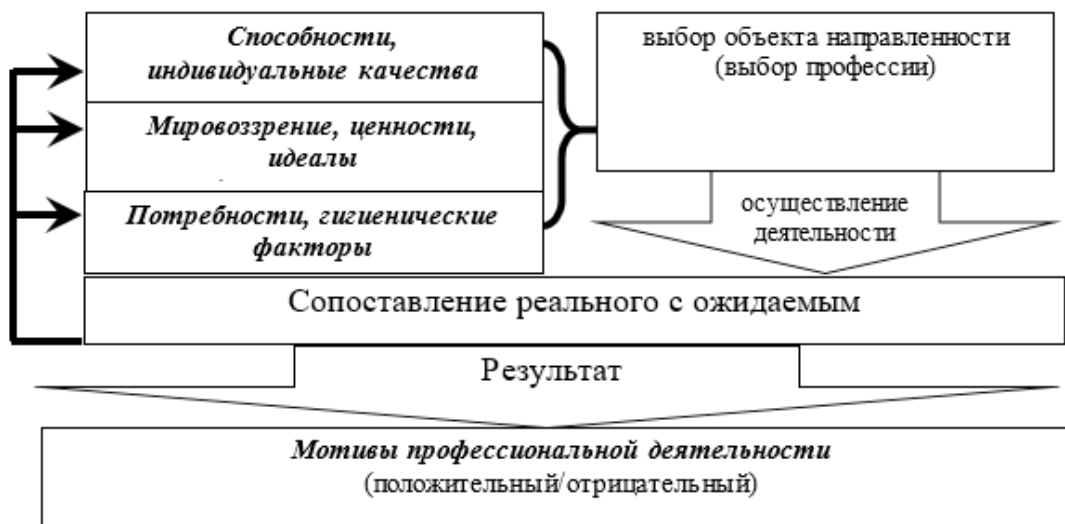 Способности,
индивидуальные качества
Мировоззрение, ценности,
идеалы
Потребности, гигиенические
факторы
выбор объекта направленности
(выбор профессии)
осуществление
деятельности
Сопоставление реального с ожидаемым
Результат
Мотивы профессиональной деятельности
(положительный/отрицательный)